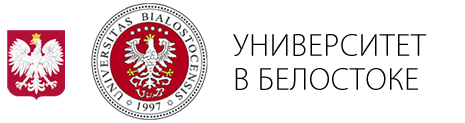 UNIVERSITAS BIALOSTOCENSIS
1997
УНИВЕРСИТЕТ
В БЕЛОСТОКЕ